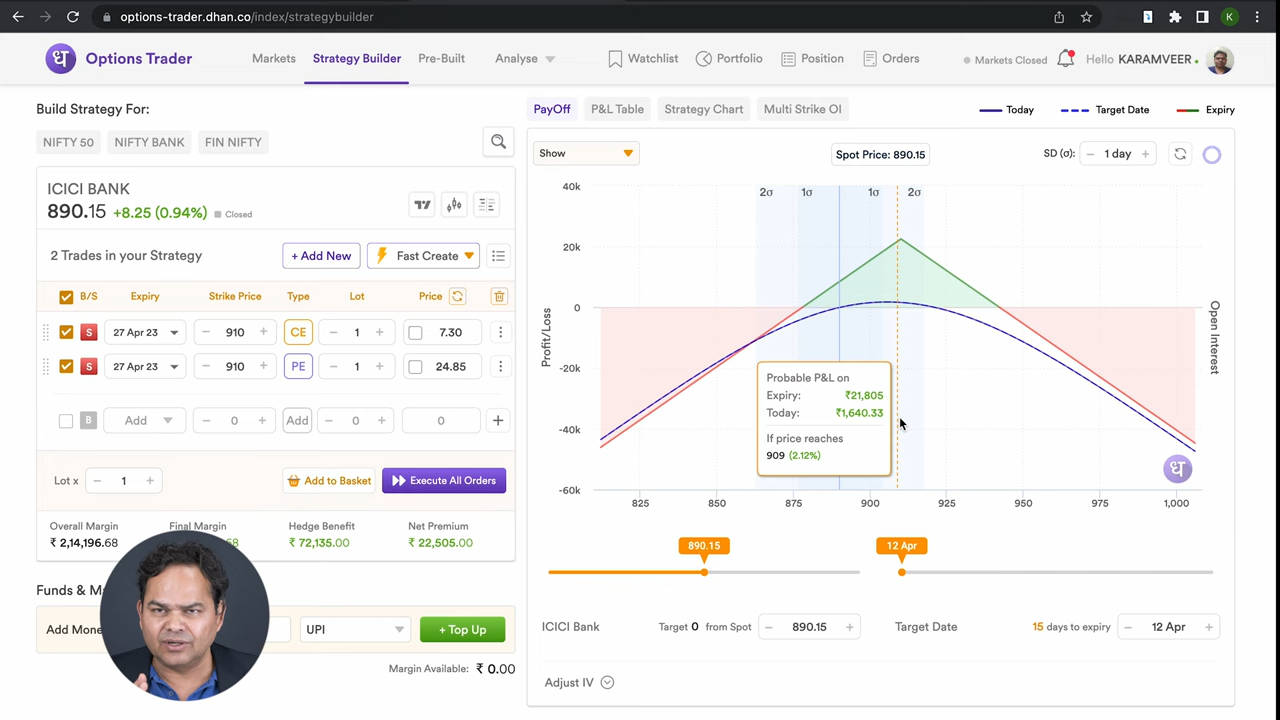 options-trader.dhan.co/index/strategybuilder
K
ध Options Trader
Markets
Strategy Builder
Pre-Built
Analyse
Watchlist
Portfolio
Position
Orders
Markets Closed
Hello KARAMVEER
Build Strategy For:
NIFTY 50
NIFTY BANK
FIN NIFTY
ICICI BANK
890.15 +8.25 (0.94%) Closed
2 Trades in your Strategy
+ Add New
Fast Create
B/S Expiry Strike Price Type Lot Price
S 27 Apr 23 − 910 + CE − 1 + 7.30
S 27 Apr 23 − 910 + PE − 1 + 24.85
B Add − 0 + Add − 0 + 0 +
Lot x − 1 +
Add to Basket
Execute All Orders
Overall Margin Final Margin Hedge Benefit Net Premium
₹ 2,14,196.68 ₹ 72,135.00 ₹ 22,505.00
Funds &
Add Mone
UPI
+ Top Up
Margin Available: ₹ 0.00
PayOff
P&L Table
Strategy Chart
Multi Strike OI
Today
Target Date
Expiry
Show
Spot Price: 890.15
SD (σ): − 1 day +
2σ 1σ 1σ 2σ
40k
20k
0
-20k
-40k
-60k
Profit/Loss
Open Interest
Probable P&L on
Expiry: ₹21,805
Today: ₹1,640.33
If price reaches
909 (2.12%)
ध
825 850 875 900 925 950 975 1,000
890.15
12 Apr
ICICI Bank
Target 0 from Spot − 890.15 +
Target Date
15 days to expiry − 12 Apr +
Adjust IV